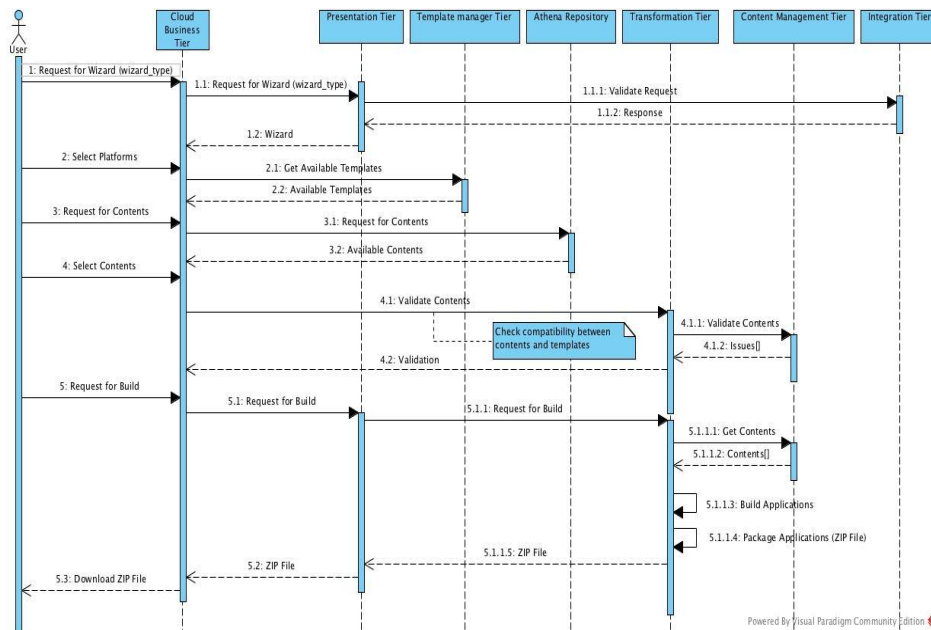 User
Cloud
Business
Tier
Presentation Tier
Template manager Tier
Athena Repository
Transformation Tier
Content Management Tier
Integration Tier
1: Request for Wizard (wizard_type)
1.1: Request for Wizard (wizard_type)
1.1.1: Validate Request
1.1.2: Response
1.2: Wizard
2: Select Platforms
2.1: Get Available Templates
2.2: Available Templates
3: Request for Contents
3.1: Request for Contents
3.2: Available Contents
4: Select Contents
4.1: Validate Contents
Check compatibility between
contents and templates
4.1.1: Validate Contents
4.1.2: Issues[]
4.2: Validation
5: Request for Build
5.1: Request for Build
5.1.1: Request for Build
5.1.1.1: Get Contents
5.1.1.2: Contents[]
5.1.1.3: Build Applications
5.1.1.4: Package Applications (ZIP File)
5.1.1.5: ZIP File
5.2: ZIP File
5.3: Download ZIP File
Powered By Visual Paradigm Community Edition